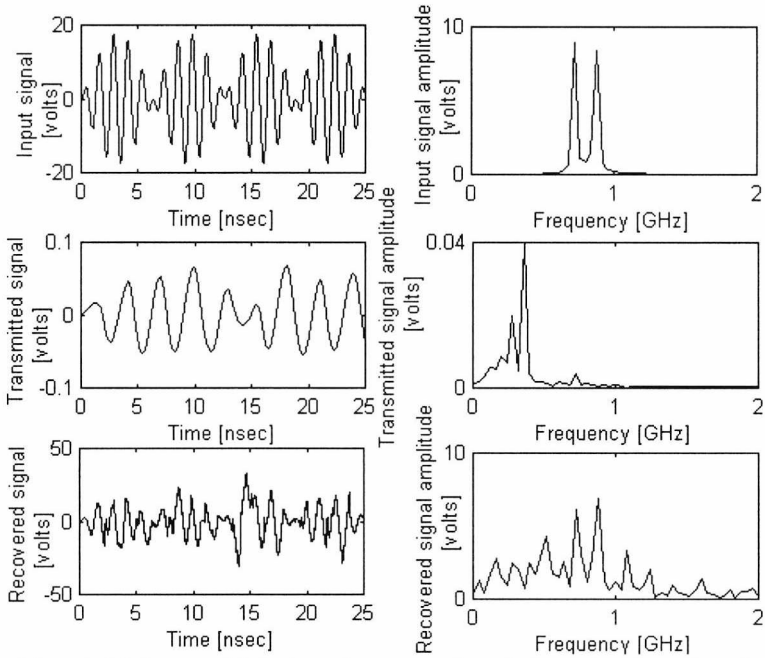 20
0
-20
0 5 10 15 20 25
Time [nsec]
Input signal
[volts]
10
0
0 1 2
Frequency [GHz]
Input signal amplitude
[volts]
0.1
0
-0.1
0 5 10 15 20 25
Time [nsec]
Transmitted signal
[volts]
0.04
0
0 1 2
Frequency [GHz]
Transmitted signal amplitude
[volts]
50
0
-50
0 5 10 15 20 25
Time [nsec]
Recovered signal
[volts]
10
0
0 1 2
Frequency [GHz]
Recovered signal amplitude
[volts]